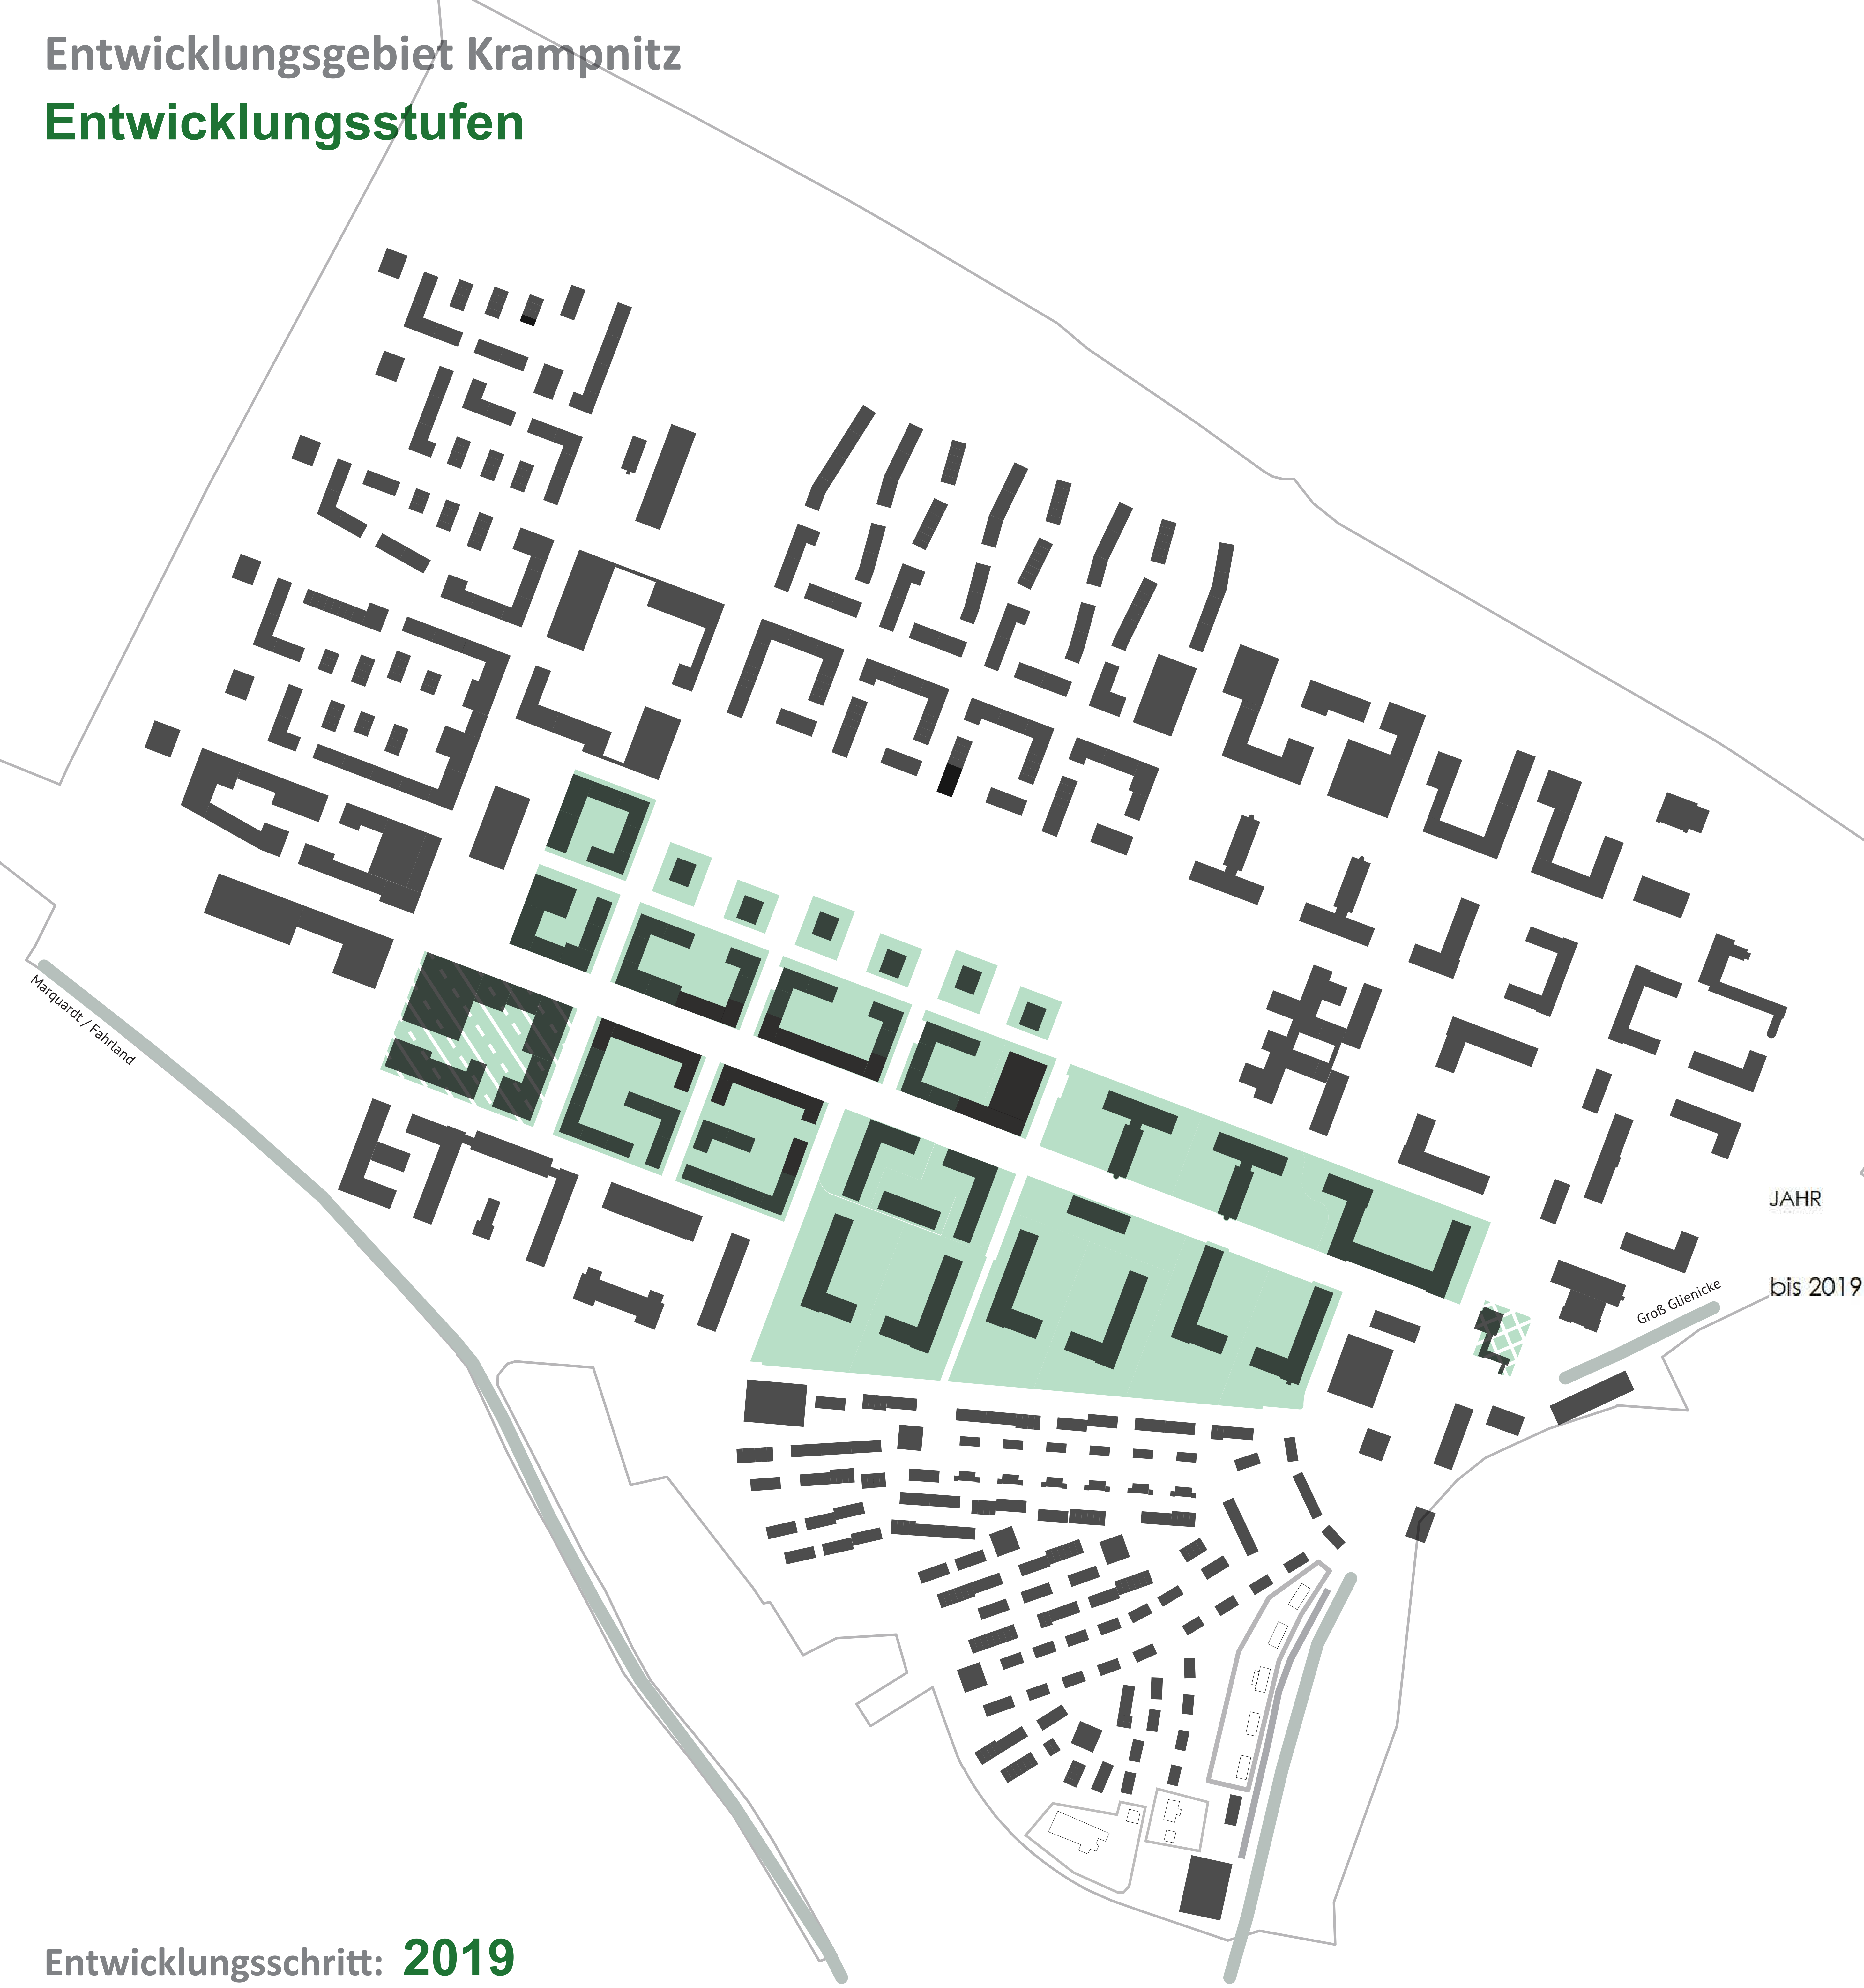 Entwicklungsgebiet Krampnitz
Entwicklungsstufen
Marquardt / Fahrland
JAHR
bis 2019
Groß Glienicke
Entwicklungsschritt: 2019